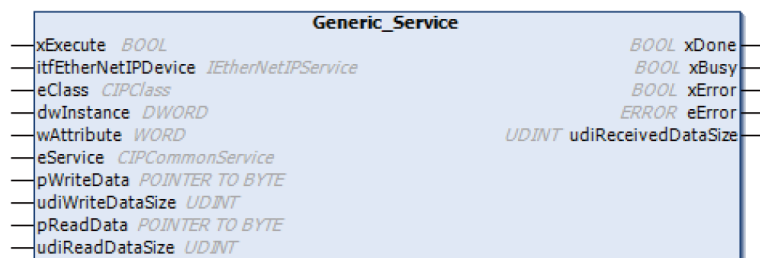 Generic_Service
xExecute BOOL BOOL xDone
itfEtherNetIPDevice IEtherNetIPService BOOL xBusy
eClass CIPClass BOOL xError
dwInstance DWORD ERROR eError
wAttribute WORD UDINT udiReceivedDataSize
eService CIPCommonService
pWriteData POINTER TO BYTE
udiWriteDataSize UDINT
pReadData POINTER TO BYTE
udiReadDataSize UDINT